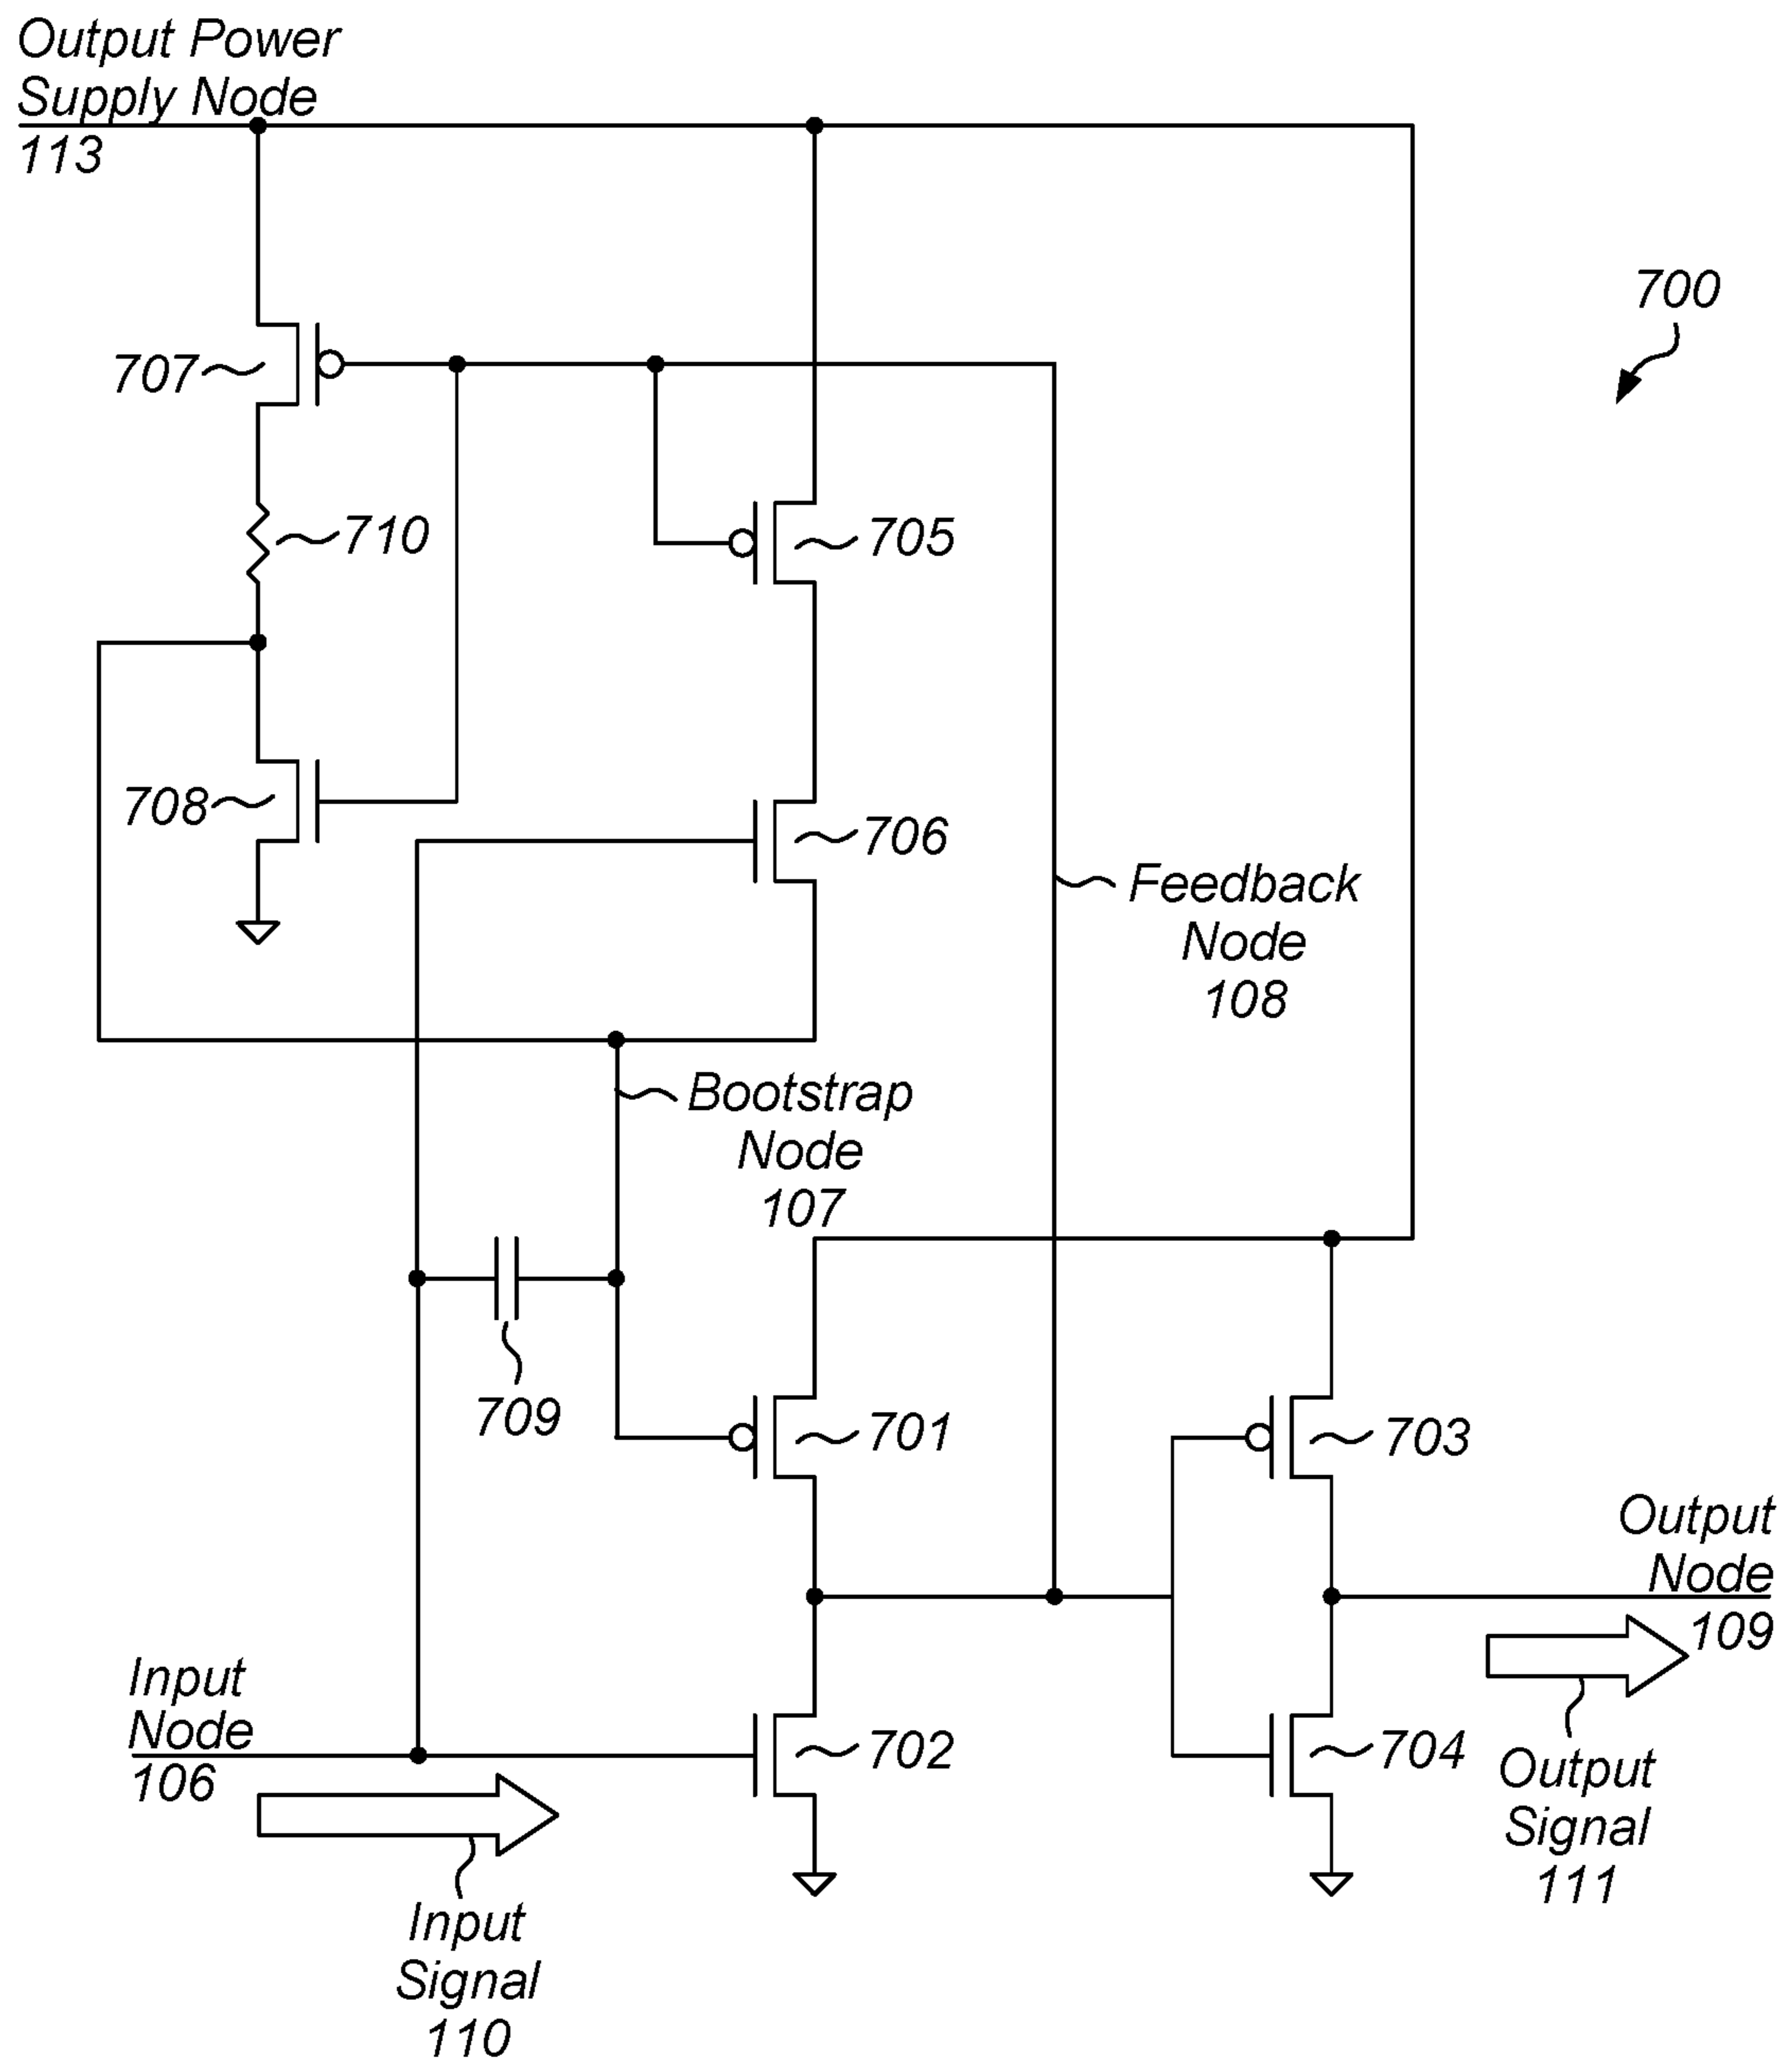 Output Power
Supply Node
113
700
707
710
705
708
706
Feedback
Node
108
Bootstrap
Node
107
709
701
703
Output
Node
109
Input
Node
106
702
704
Output
Signal
111
Input
Signal
110